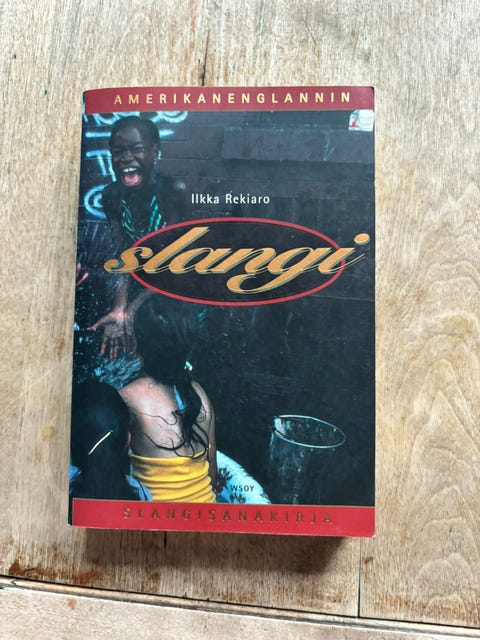 AMERIKANENGLANNIN
Ilkka Rekiaro
slangi
WSOY
SLANGISANAKIRJA